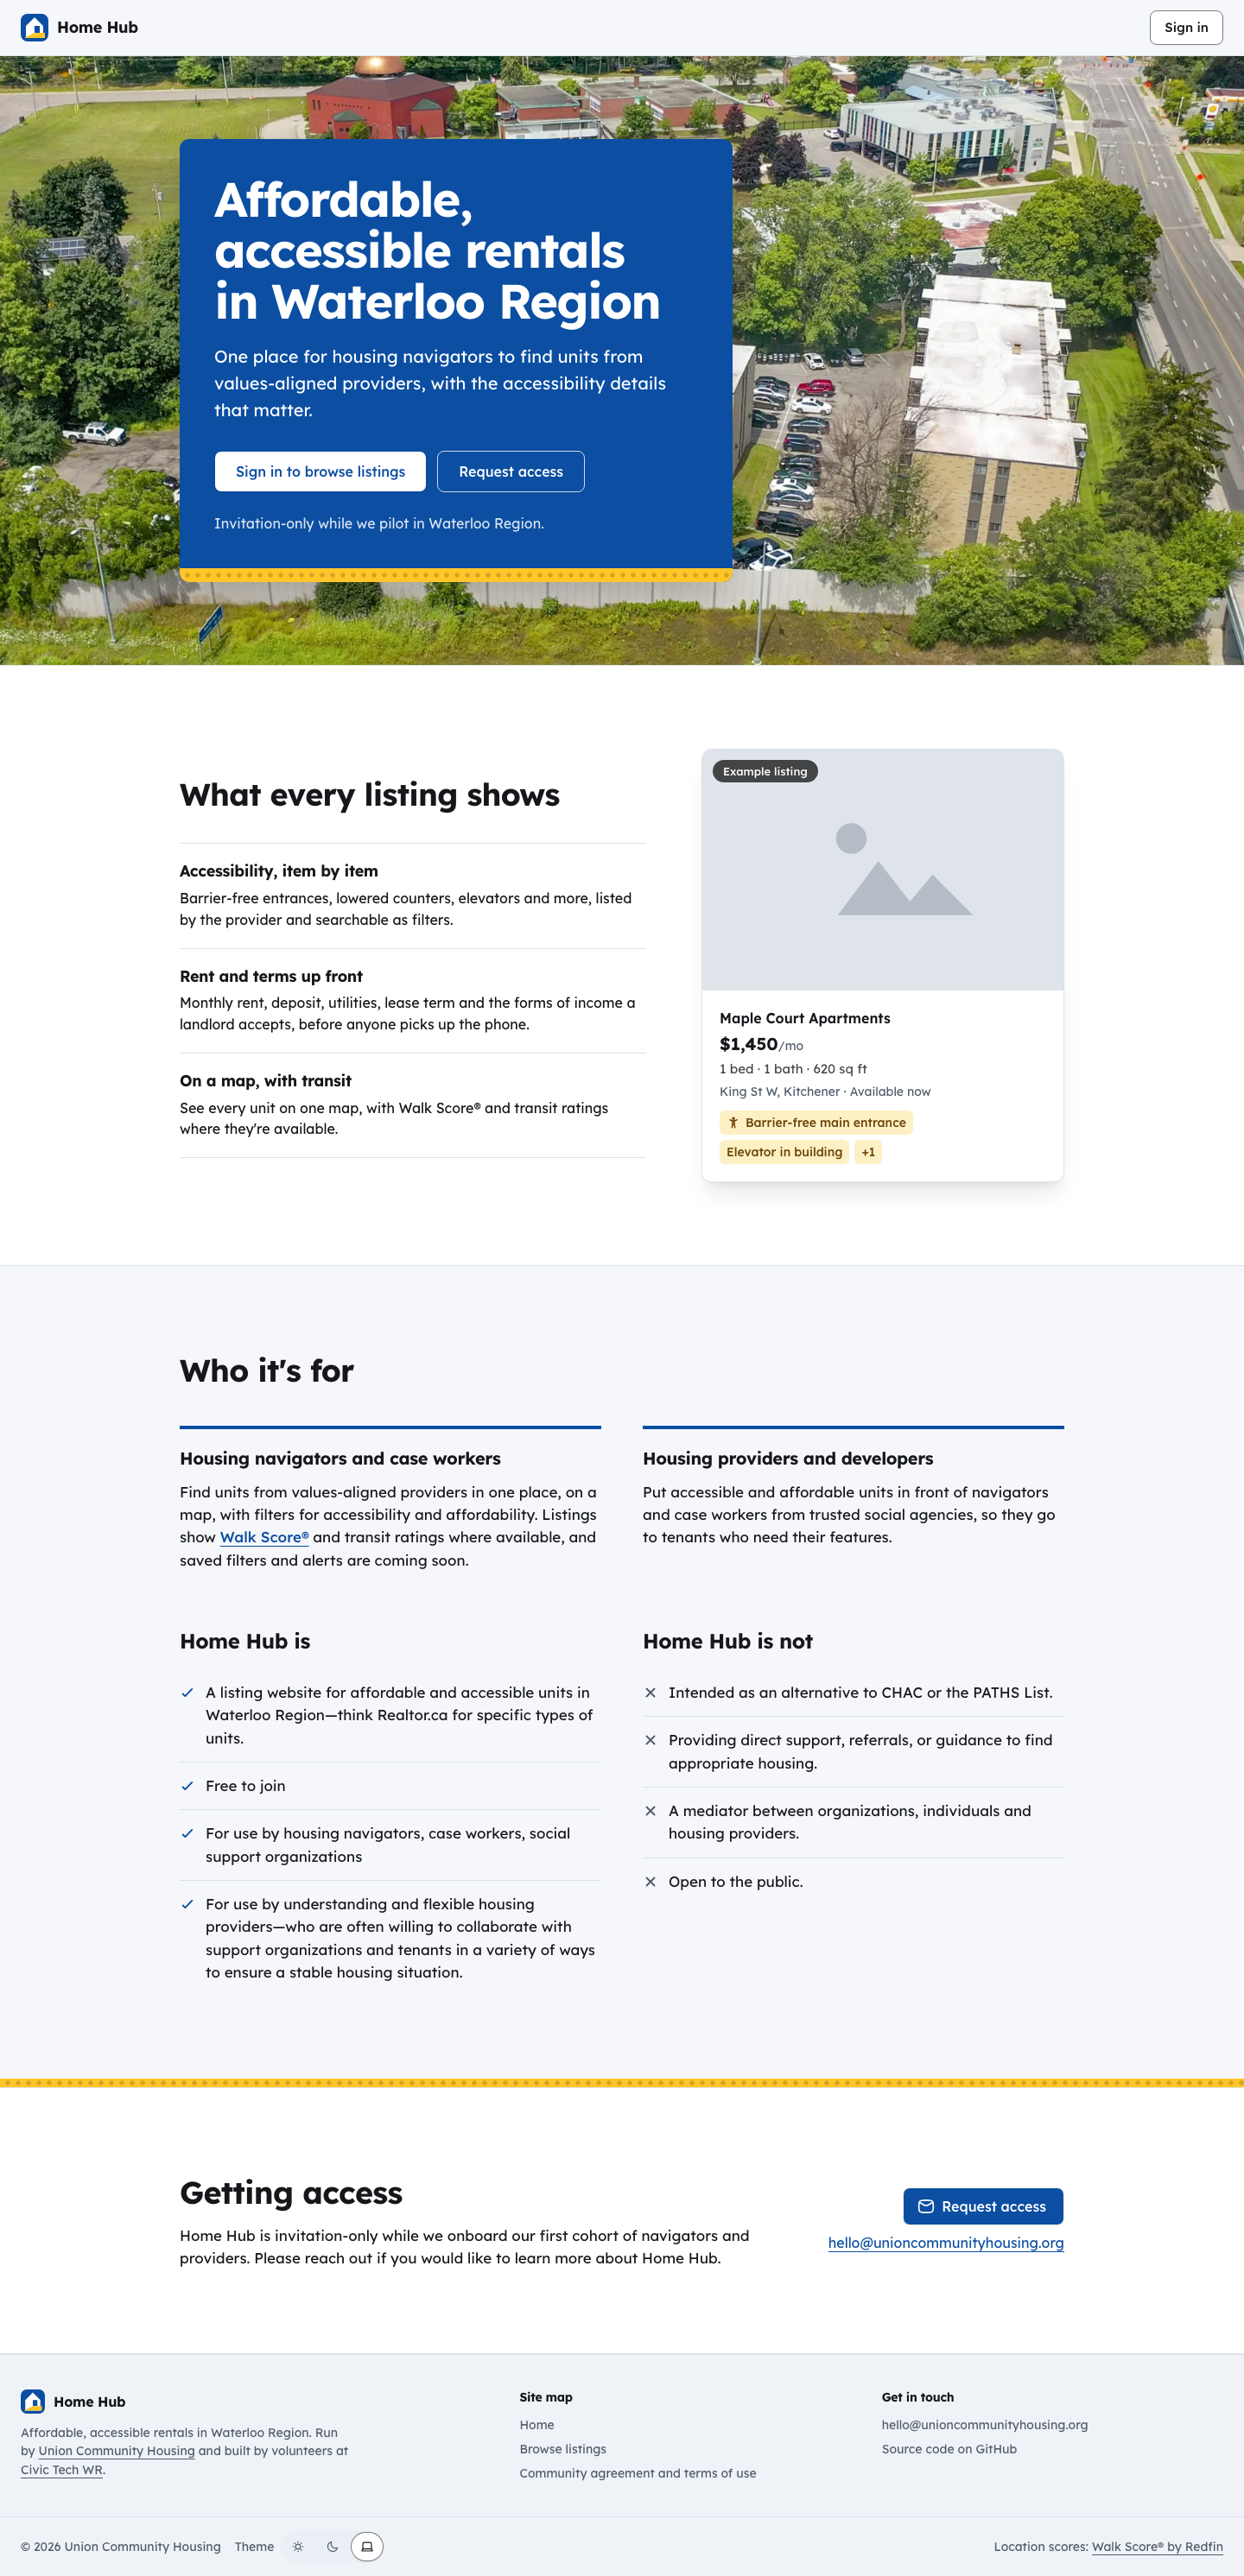 Home Hub
Sign in
Affordable,
accessible rentals
in Waterloo Region
One place for housing navigators to find units from
values-aligned providers, with the accessibility details
that matter.
Sign in to browse listings
Request access
Invitation-only while we pilot in Waterloo Region.
What every listing shows
Accessibility, item by item
Barrier-free entrances, lowered counters, elevators and more, listed
by the provider and searchable as filters.
Rent and terms up front
Monthly rent, deposit, utilities, lease term and the forms of income a
landlord accepts, before anyone picks up the phone.
On a map, with transit
See every unit on one map, with Walk Score® and transit ratings
where they're available.
Example listing
Maple Court Apartments
$1,450/mo
1 bed · 1 bath · 620 sq ft
King St W, Kitchener · Available now
Barrier-free main entrance
Elevator in building
+1
Who it's for
Housing navigators and case workers
Find units from values-aligned providers in one place, on a
map, with filters for accessibility and affordability. Listings
show Walk Score® and transit ratings where available, and
saved filters and alerts are coming soon.
Housing providers and developers
Put accessible and affordable units in front of navigators
and case workers from trusted social agencies, so they go
to tenants who need their features.
Home Hub is
A listing website for affordable and accessible units in
Waterloo Region—think Realtor.ca for specific types of
units.
Free to join
For use by housing navigators, case workers, social
support organizations
For use by understanding and flexible housing
providers—who are often willing to collaborate with
support organizations and tenants in a variety of ways
to ensure a stable housing situation.
Home Hub is not
Intended as an alternative to CHAC or the PATHS List.
Providing direct support, referrals, or guidance to find
appropriate housing.
A mediator between organizations, individuals and
housing providers.
Open to the public.
Getting access
Home Hub is invitation-only while we onboard our first cohort of navigators and
providers. Please reach out if you would like to learn more about Home Hub.
Request access
hello@unioncommunityhousing.org
Home Hub
Affordable, accessible rentals in Waterloo Region. Run
by Union Community Housing and built by volunteers at
Civic Tech WR.
Site map
Home
Browse listings
Community agreement and terms of use
Get in touch
hello@unioncommunityhousing.org
Source code on GitHub
© 2026 Union Community Housing
Theme
Location scores: Walk Score® by Redfin